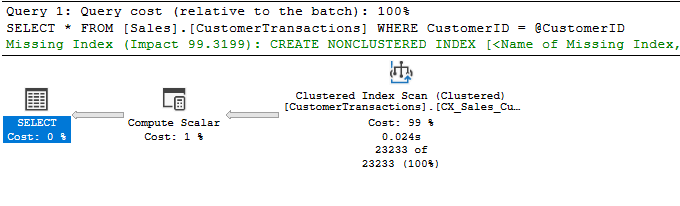 Query 1: Query cost (relative to the batch): 100%
SELECT * FROM [Sales].[CustomerTransactions] WHERE CustomerID = @CustomerID
Missing Index (Impact 99.3199): CREATE NONCLUSTERED INDEX [<Name of Missing Index,
SELECT
Cost: 0 %
Compute Scalar
Cost: 1 %
Clustered Index Scan (Clustered)
[CustomerTransactions].[CX_Sales_Cu…
Cost: 99 %
0.024s
23233 of
23233 (100%)